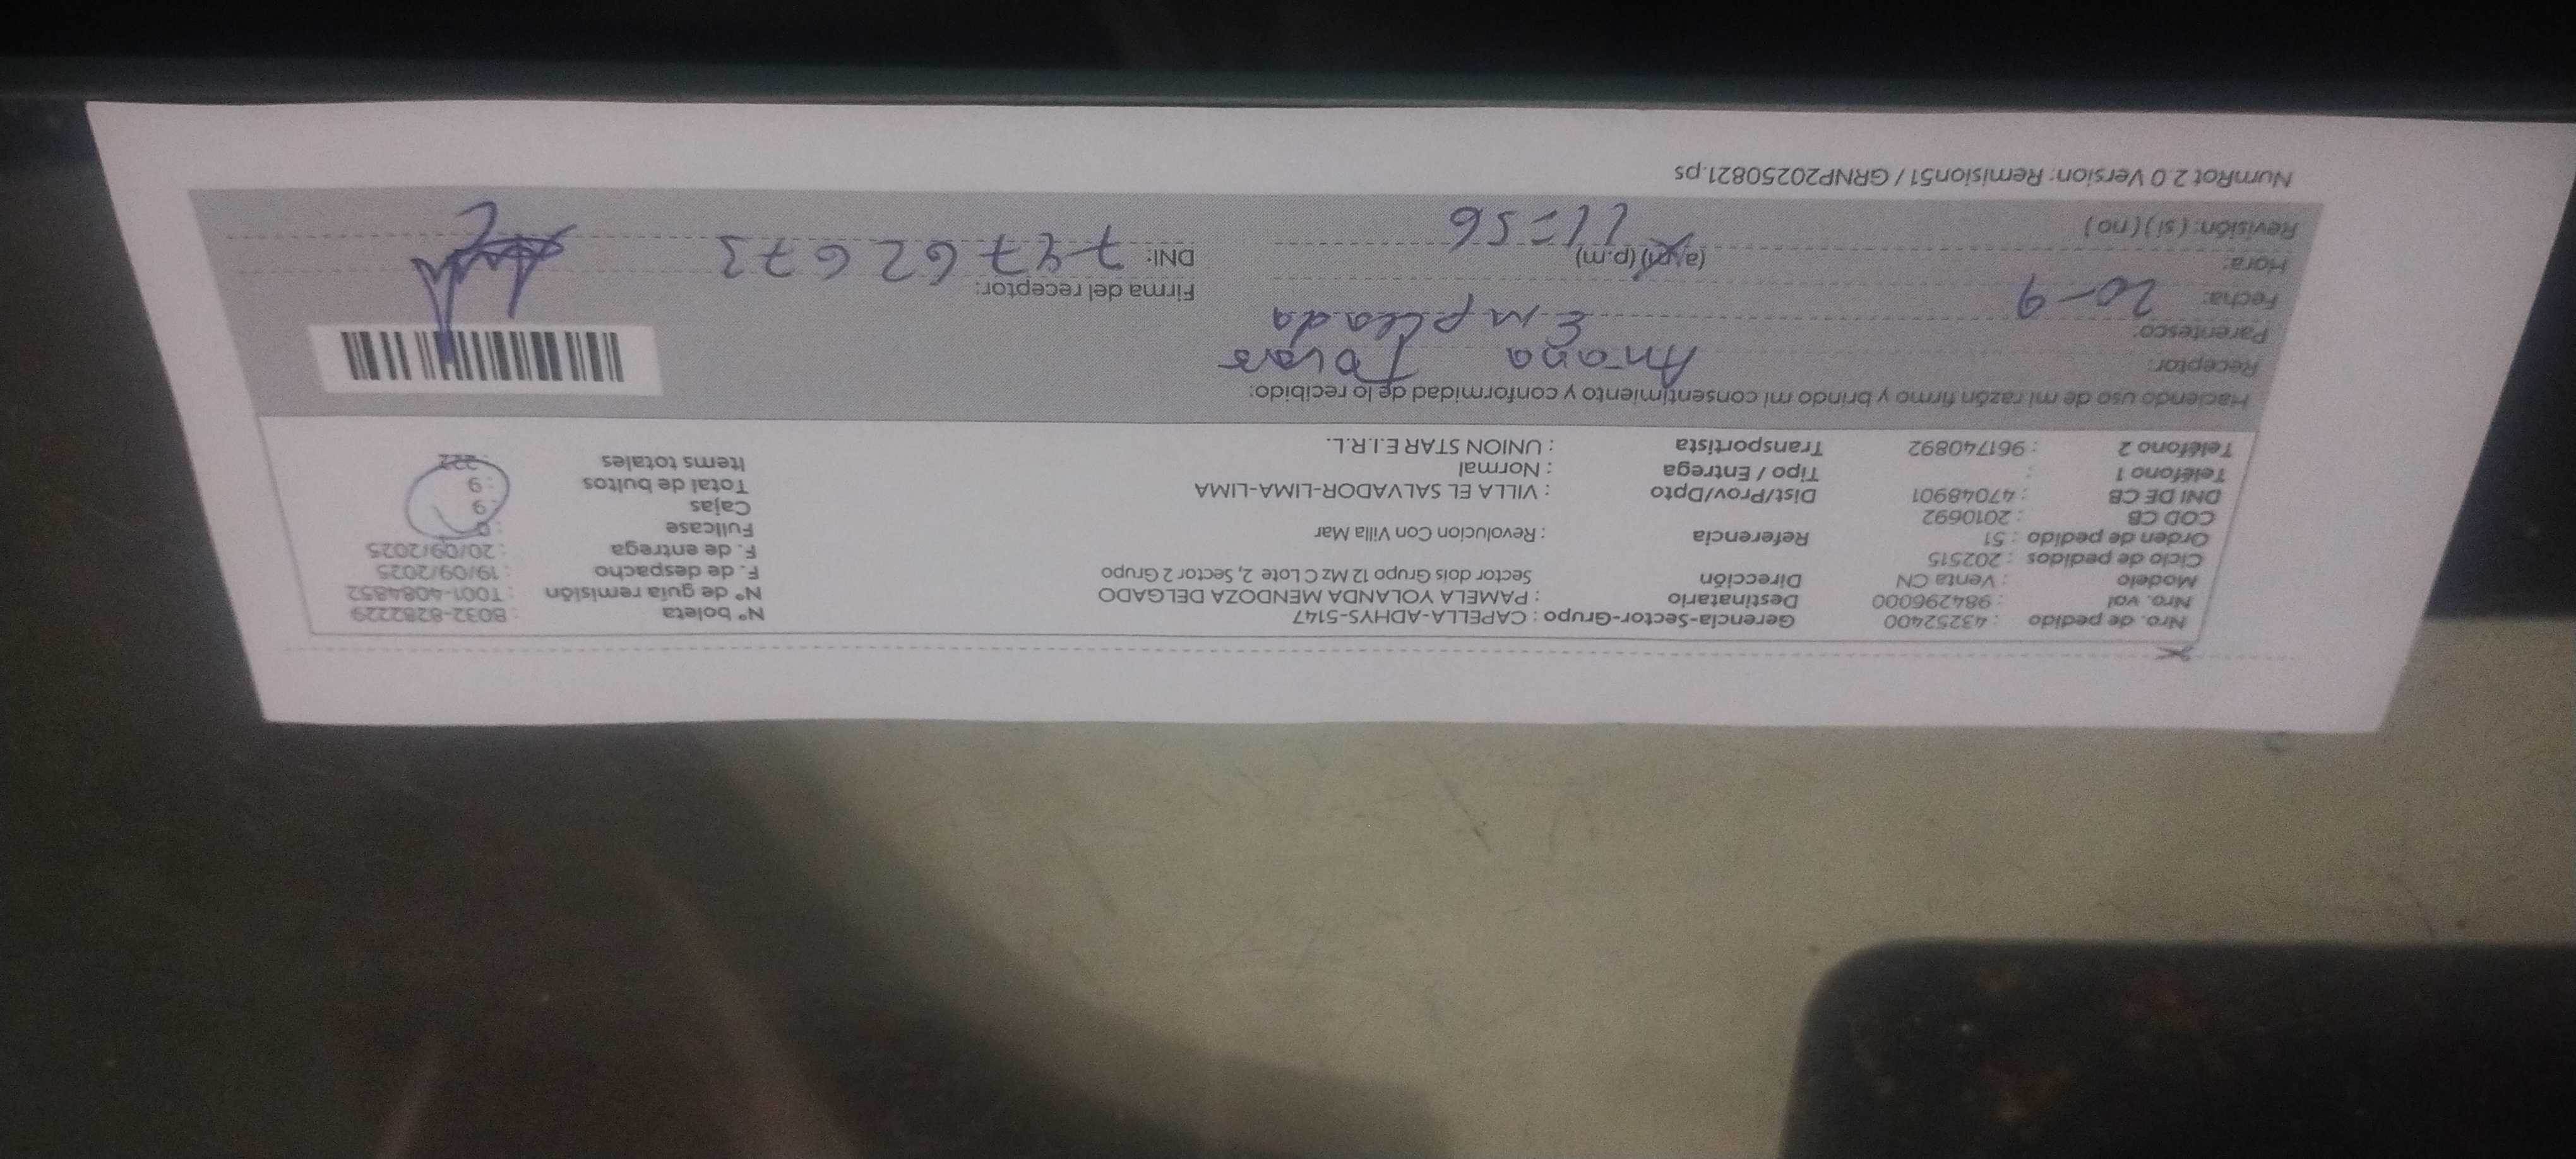 Nro. de pedido : 43252400 Gerencia-Sector-Grupo : CAPELLA-ADHYS-5147 N° boleta : B032-8282229
Nro. val : 984296000 Destinatario : PAMELA YOLANDA MENDOZA DELGADO N° de guía remisión : T001-4084852
Modelo : Venta CN Dirección Sector dois Grupo 12 Mz C Lote 2, Sector 2 Grupo F. de despacho : 19/09/2025
Ciclo de pedidos : 202515 F. de entrega : 20/09/2025
Orden de pedido : 51 Referencia : Revolucion Con Villa Mar Fullcase : 0
COD CB : 2010692 Cajas : 9
DNI DE CB : 47048901 Dist/Prov/Dpto : VILLA EL SALVADOR-LIMA-LIMA Total de bultos : 9
Teléfono 1 : Tipo / Entrega : Normal Items totales : 222
Teléfono 2 : 961740892 Transportista : UNION STAR E.I.R.L.
Haciendo uso de mi razón firmo y brindo mi consentimiento y conformidad de lo recibido:
Receptor: Tovar
Parentesco: Empleada
Fecha: 20-9 Firma del receptor:
Hora: (a.m) (p.m) 11=56 DNI: 74762673
Revisión: ( si ) ( no )
NumRot 2.0 Version: Remision51 / GRNP20250821.ps